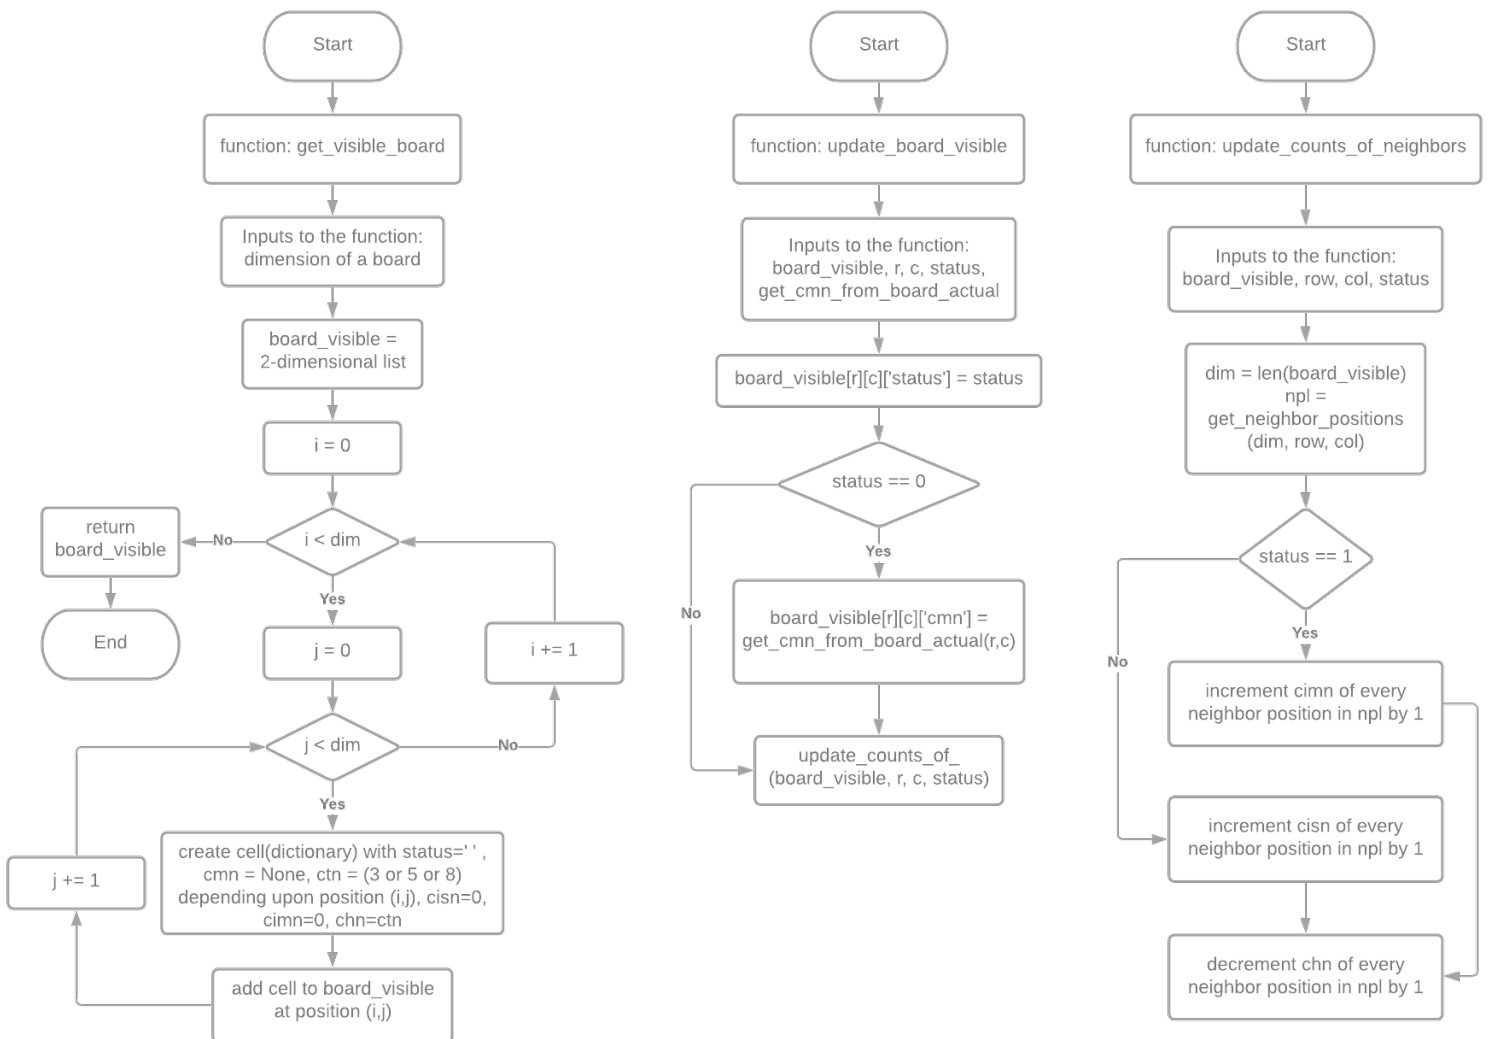 Start
function: get_visible_board
Inputs to the function:
dimension of a board
board_visible =
2-dimensional list
i = 0
i < dim
No
return
board_visible
End
Yes
j = 0
i += 1
j < dim
No
Yes
create cell(dictionary) with status=' ' ,
cmn = None, ctn = (3 or 5 or 8)
depending upon position (i,j), cisn=0,
cimn=0, chn=ctn
j += 1
add cell to board_visible
at position (i,j)
Start
function: update_board_visible
Inputs to the function:
board_visible, r, c, status,
get_cmn_from_board_actual
board_visible[r][c]['status'] = status
status == 0
Yes
No
board_visible[r][c]['cmn'] =
get_cmn_from_board_actual(r,c)
update_counts_of_
(board_visible, r, c, status)
Start
function: update_counts_of_neighbors
Inputs to the function:
board_visible, row, col, status
dim = len(board_visible)
npl =
get_neighbor_positions
(dim, row, col)
status == 1
Yes
No
increment cimn of every
neighbor position in npl by 1
increment cisn of every
neighbor position in npl by 1
decrement chn of every
neighbor position in npl by 1